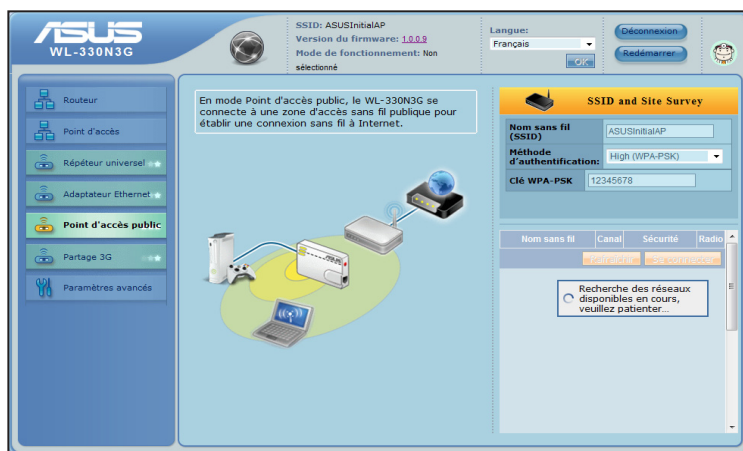 ASUS
WL-330N3G
SSID: ASUSInitialAP
Version du firmware: 1.0.0.9
Mode de fonctionnement: Non
sélectionné
Langue:
Français
OK
Déconnexion
Redémarrer
Routeur
Point d'accès
Répéteur universel
Adaptateur Ethernet
Point d'accès public
Partage 3G
Paramètres avancés
En mode Point d'accès public, le WL-330N3G se
connecte à une zone d'accès sans fil publique pour
établir une connexion sans fil à Internet.
SSID and Site Survey
Nom sans fil
(SSID)
ASUSInitialAP
Méthode
d'authentification:
High (WPA-PSK)
Clé WPA-PSK
12345678
Nom sans fil Canal Sécurité Radio
Rafraîchir Se connecter
Recherche des réseaux
disponibles en cours,
veuillez patienter...